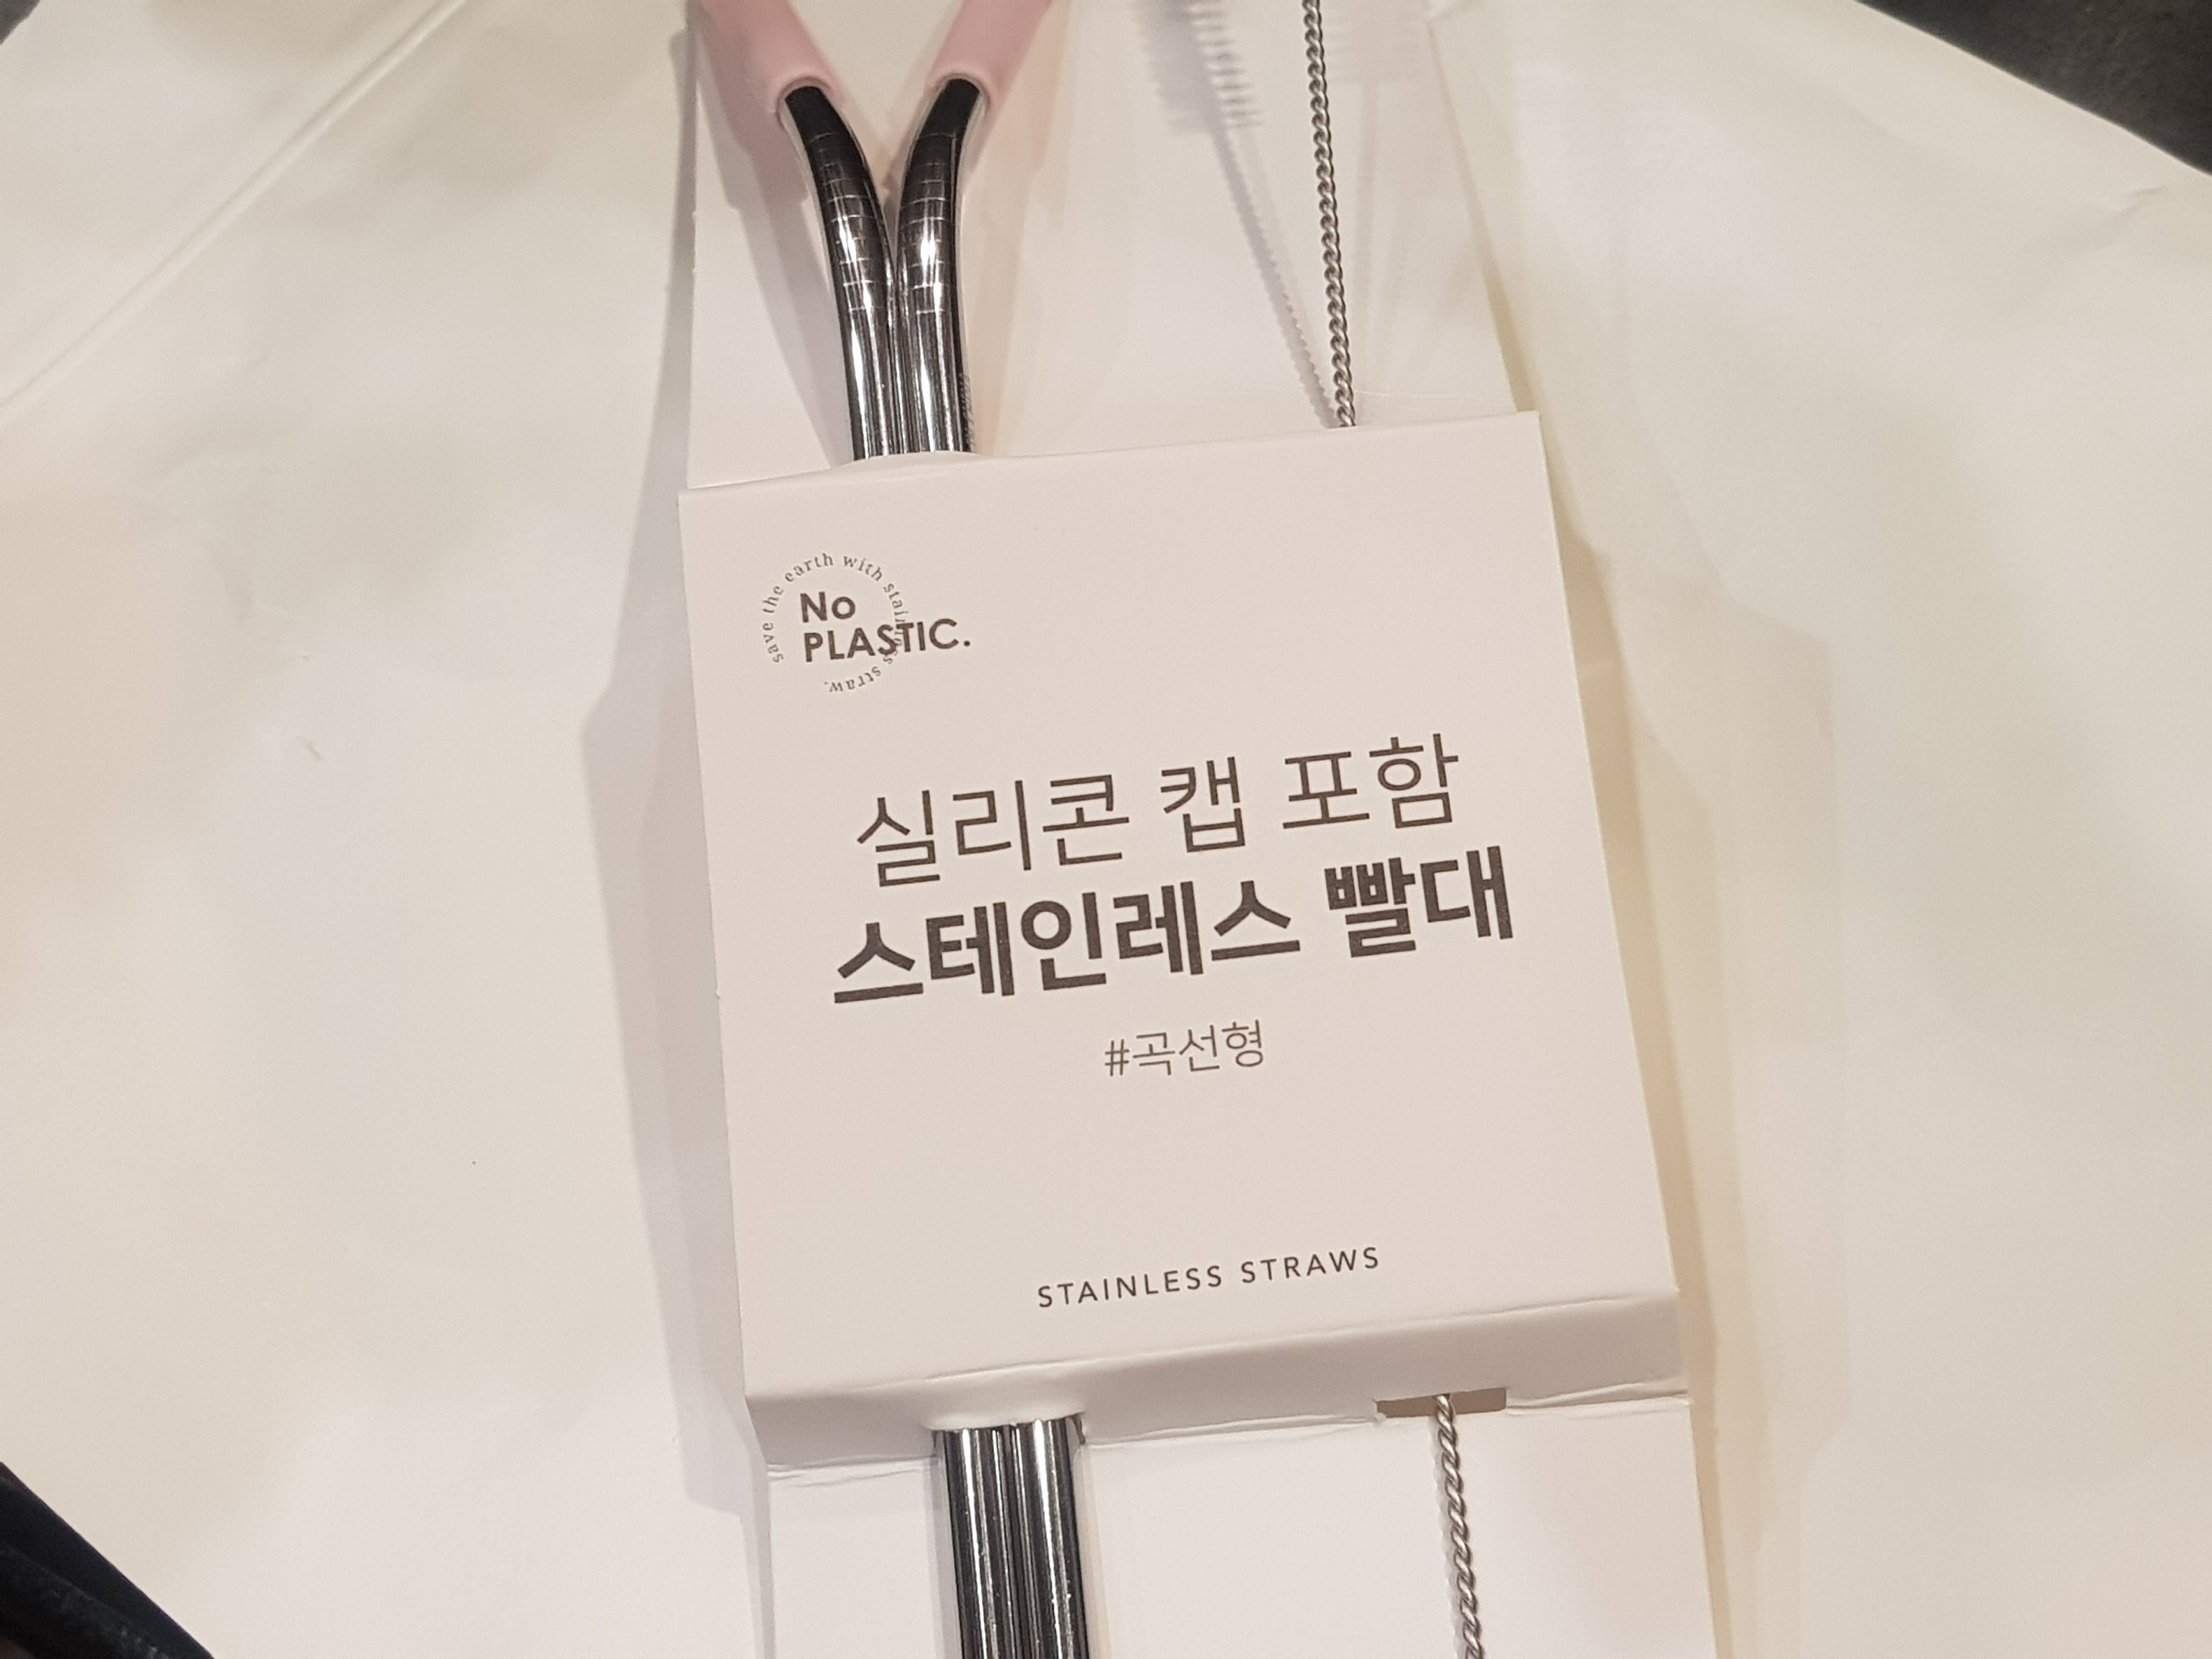 save the earth with stainless straw.
No
PLASTIC.
실리콘 캡 포함
스테인레스 빨대
#곡선형
STAINLESS STRAWS